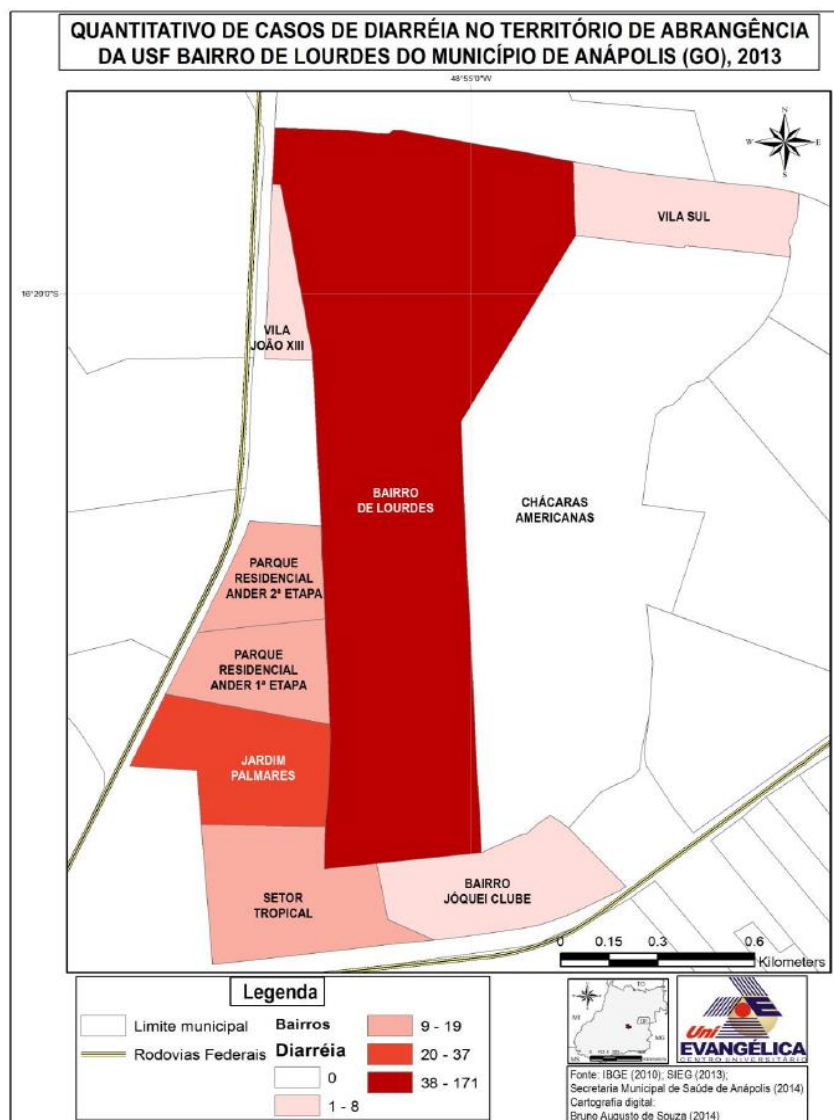 QUANTITATIVO DE CASOS DE DIARRÉIA NO TERRITÓRIO DE ABRANGÊNCIA
DA USF BAIRRO DE LOURDES DO MUNICÍPIO DE ANÁPOLIS (GO), 2013
48°55'0"W
N
W
E
S
VILA SUL
16°20'0"S
VILA
JOÃO XIII
BAIRRO
DE LOURDES
CHÁCARAS
AMERICANAS
PARQUE
RESIDENCIAL
ANDER 2ª ETAPA
PARQUE
RESIDENCIAL
ANDER 1ª ETAPA
JARDIM
PALMARES
SETOR
TROPICAL
BAIRRO
JÓQUEI CLUBE
0 0.15 0.3 0.6
Kilometers
Legenda
Limite municipal
Rodovias Federais
Bairros
Diarréia
0
1 - 8
9 - 19
20 - 37
38 - 171
TO
MT
MG
MS
Uni
EVANGÉLICA
CENTRO UNIVERSITÁRIO
Fonte: IBGE (2010); SIEG (2013);
Secretaria Municipal de Saúde de Anápolis (2014)
Cartografia digital:
Bruno Augusto de Souza (2014)